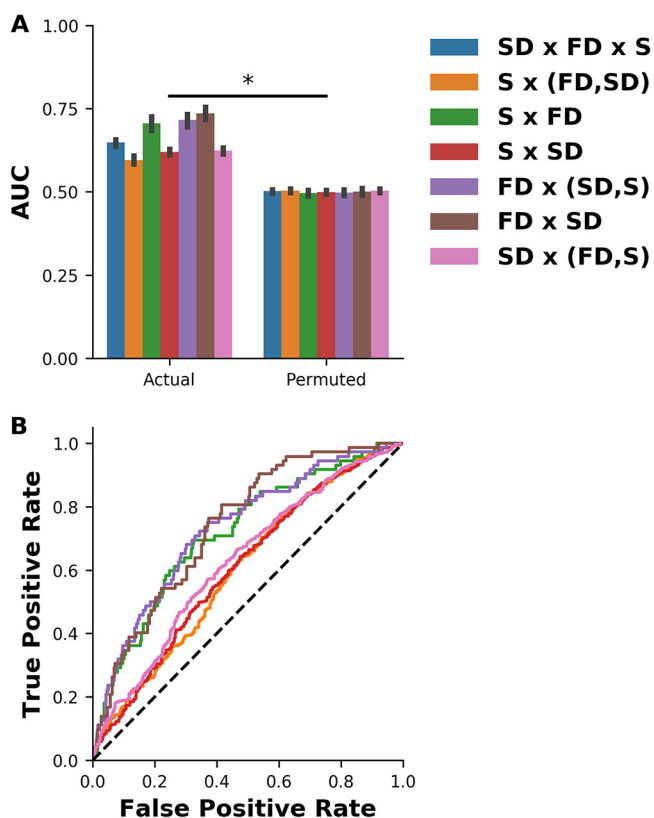 A
1.00
0.75
0.50
0.25
0.00
AUC
*
Actual
Permuted
SD x FD x S
S x (FD,SD)
S x FD
S x SD
FD x (SD,S)
FD x SD
SD x (FD,S)
B
1.0
0.8
0.6
0.4
0.2
0.0
True Positive Rate
0.0
0.2
0.4
0.6
0.8
1.0
False Positive Rate